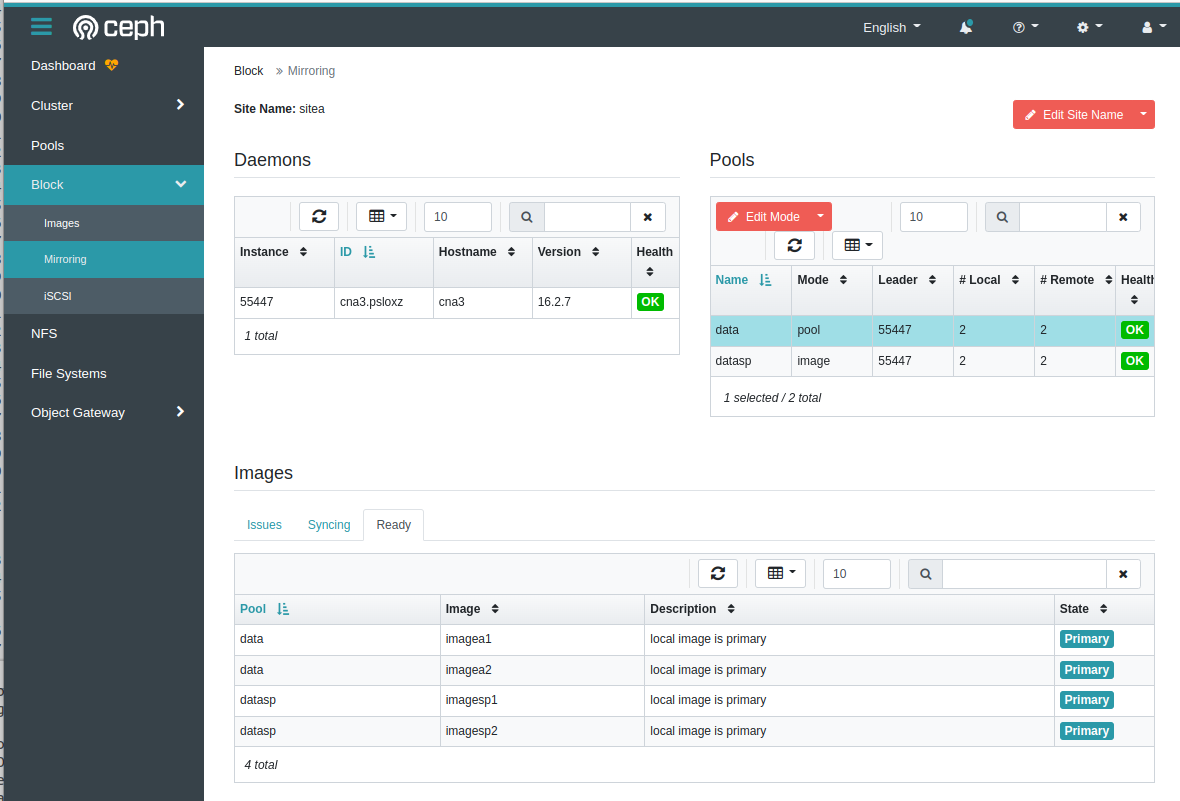 ceph
English
Dashboard
Cluster
Pools
Block
Images
Mirroring
iSCSI
NFS
File Systems
Object Gateway
Block » Mirroring
Site Name: sitea
Edit Site Name
Daemons
10
Instance ID Hostname Version Health
55447 cna3.psloxz cna3 16.2.7 OK
1 total
Pools
Edit Mode 10
Name Mode Leader # Local # Remote Health
data pool 55447 2 2 OK
datasp image 55447 2 2 OK
1 selected / 2 total
Images
Issues Syncing Ready
10
Pool Image Description State
data imagea1 local image is primary Primary
data imagea2 local image is primary Primary
datasp imagesp1 local image is primary Primary
datasp imagesp2 local image is primary Primary
4 total